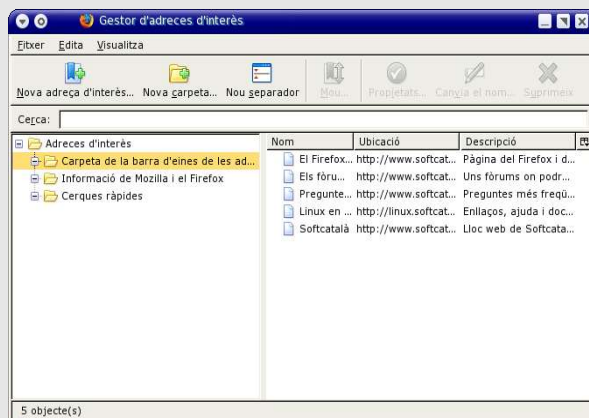 Gestor d'adreces d'interès
Fitxer Edita Visualitza
Nova adreça d'interès... Nova carpeta... Nou separador Mou... Propietats... Canvia el nom... Suprimeix
Cerca:
Adreces d'interès
Carpeta de la barra d'eines de les ad...
Informació de Mozilla i el Firefox
Cerques ràpides
Nom Ubicació Descripció
El Firefox... http://www.softcat... Pàgina del Firefox i d...
Els fòru... http://www.softcat... Uns fòrums on podr...
Pregunte... http://www.softcat... Preguntes més freqü...
Linux en ... http://linux.softcat... Enllaços, ajuda i doc...
Softcatalà http://www.softcat... Lloc web de Softcata...
5 objecte(s)